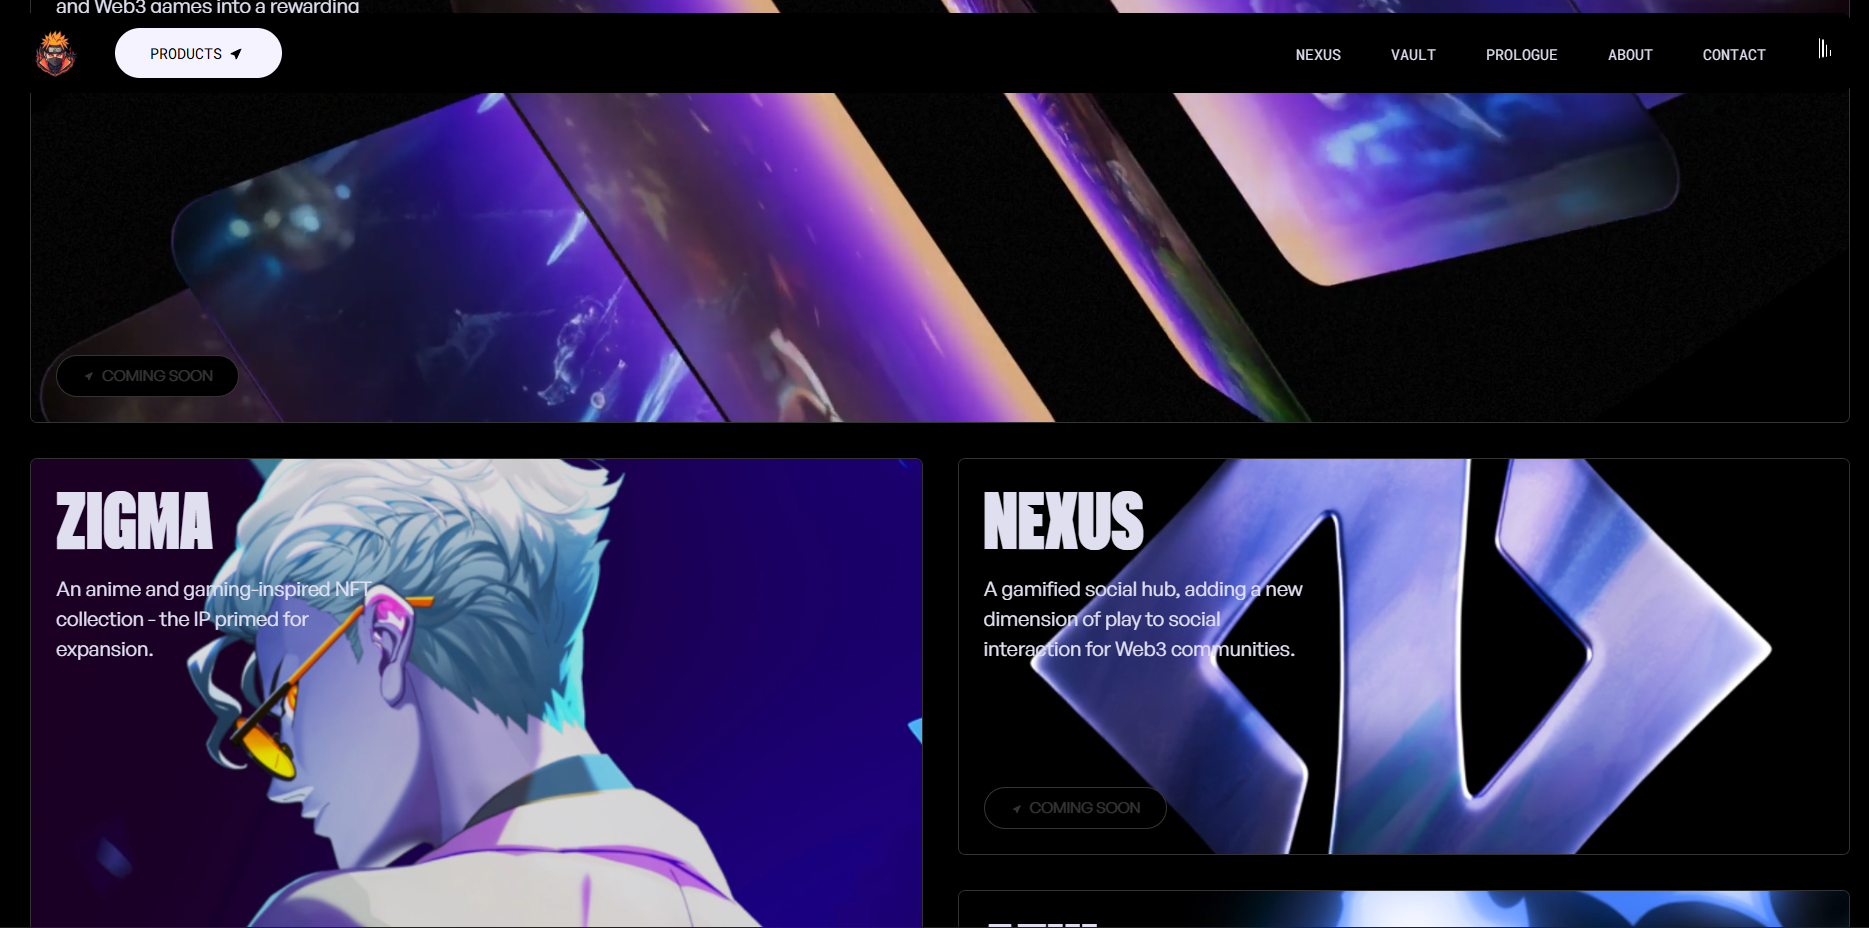 and Web3 games into a rewarding
PRODUCTS
NEXUS
VAULT
PROLOGUE
ABOUT
CONTACT
COMING SOON
ZIGMA
An anime and gaming-inspired NFT
collection - the IP primed for
expansion.
NEXUS
A gamified social hub, adding a new
dimension of play to social
interaction for Web3 communities.
COMING SOON